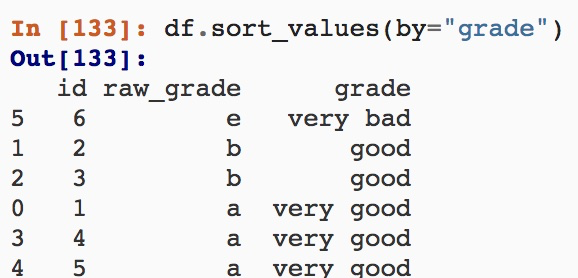 In [133]: df.sort_values(by="grade")
Out[133]:
   id raw_grade      grade
5   6         e   very bad
1   2         b       good
2   3         b       good
0   1         a  very good
3   4         a  very good
4   5         a  very good